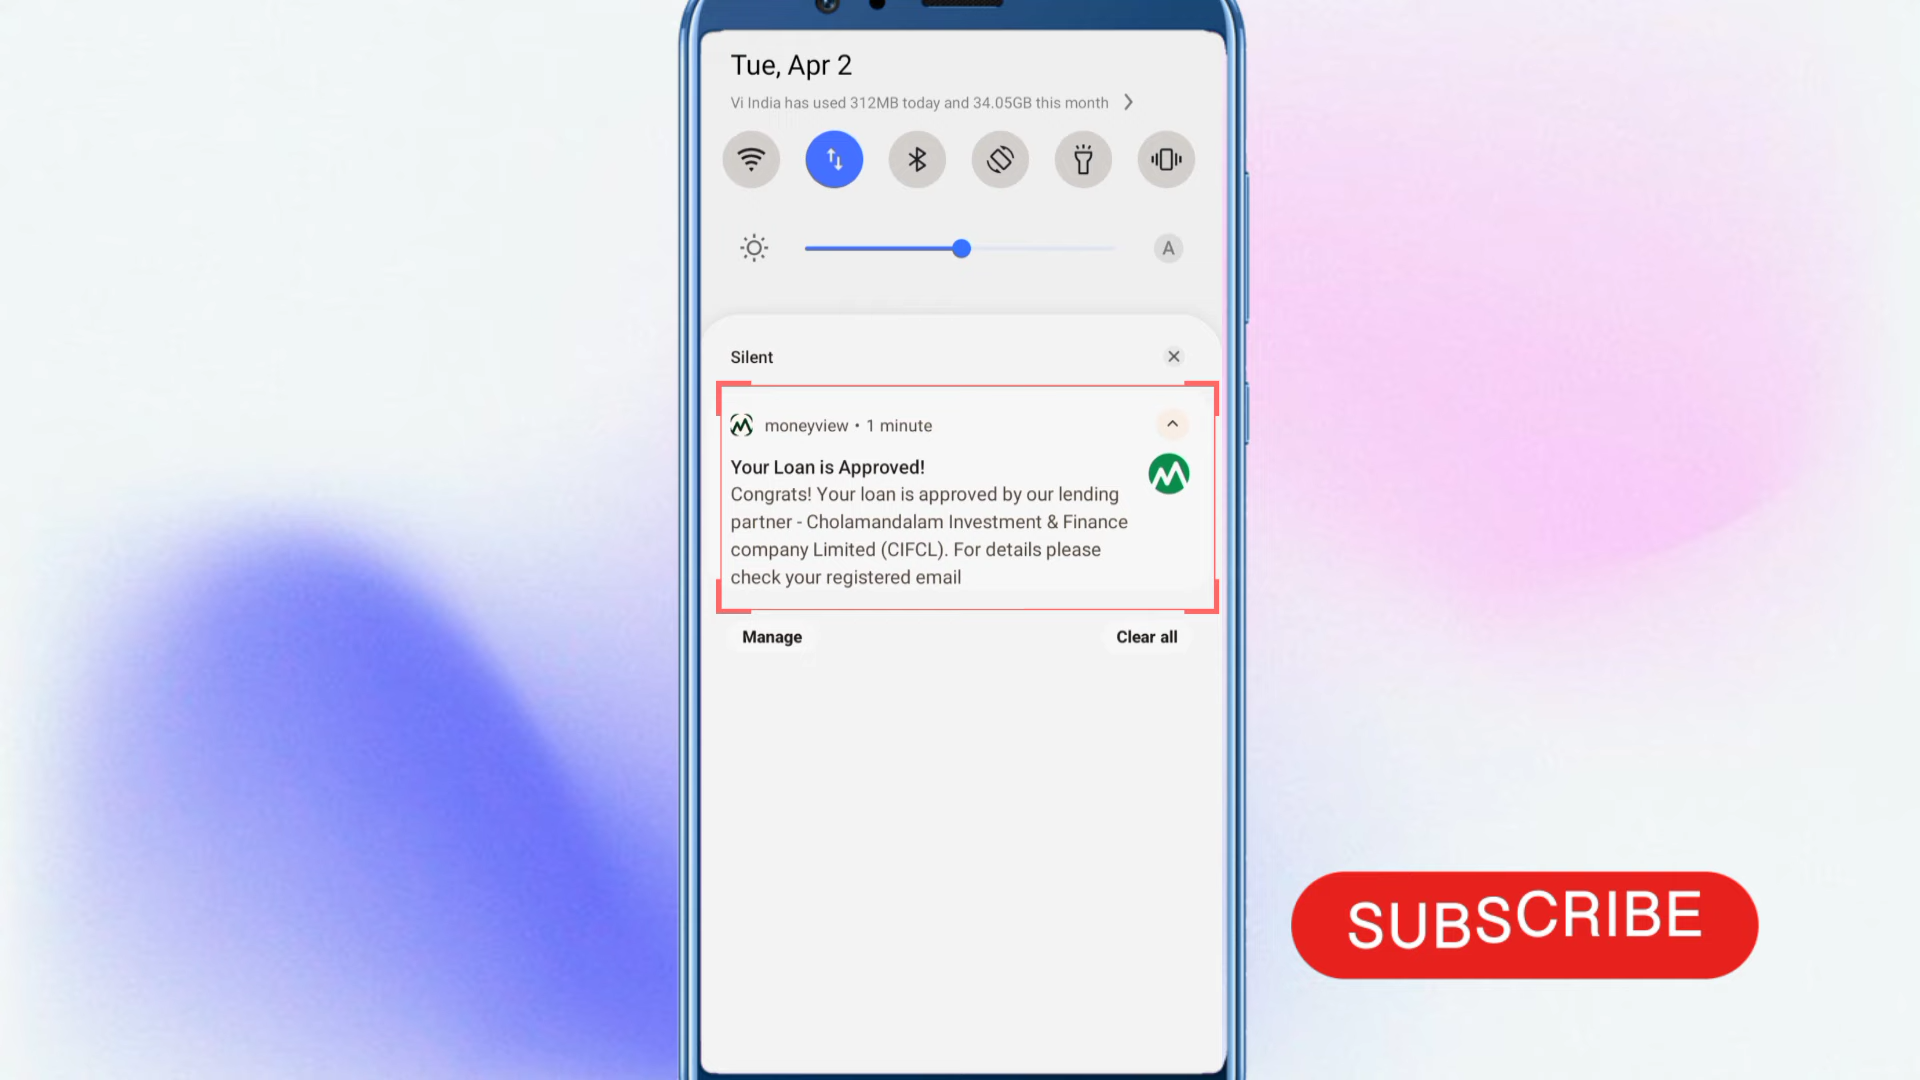 Tue, Apr 2
Vi India has used 312MB today and 34.05GB this month
A
Silent
moneyview • 1 minute
Your Loan is Approved!
Congrats! Your loan is approved by our lending
partner - Cholamandalam Investment & Finance
company Limited (CIFCL). For details please
check your registered email
Manage
Clear all
SUBSCRIBE